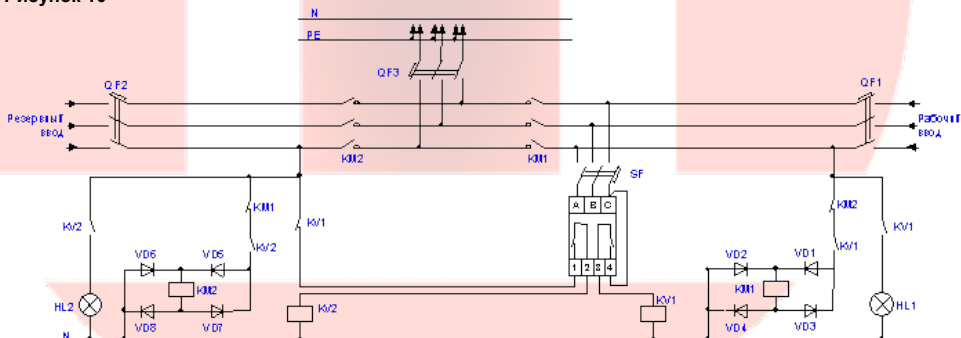 Рисунок 10
N
PE
QF3
QF2
QF1
Резервный
ввод
Рабочий
ввод
KM2
KM1
SF
A B C
KM1
KM2
KV2
KV1
KV1
KV2
KV1
VD6
VD5
VD2
VD1
1 2 3 4
KM2
KM1
HL2
KV2
KV1
HL1
VD8
VD7
VD4
VD3
N